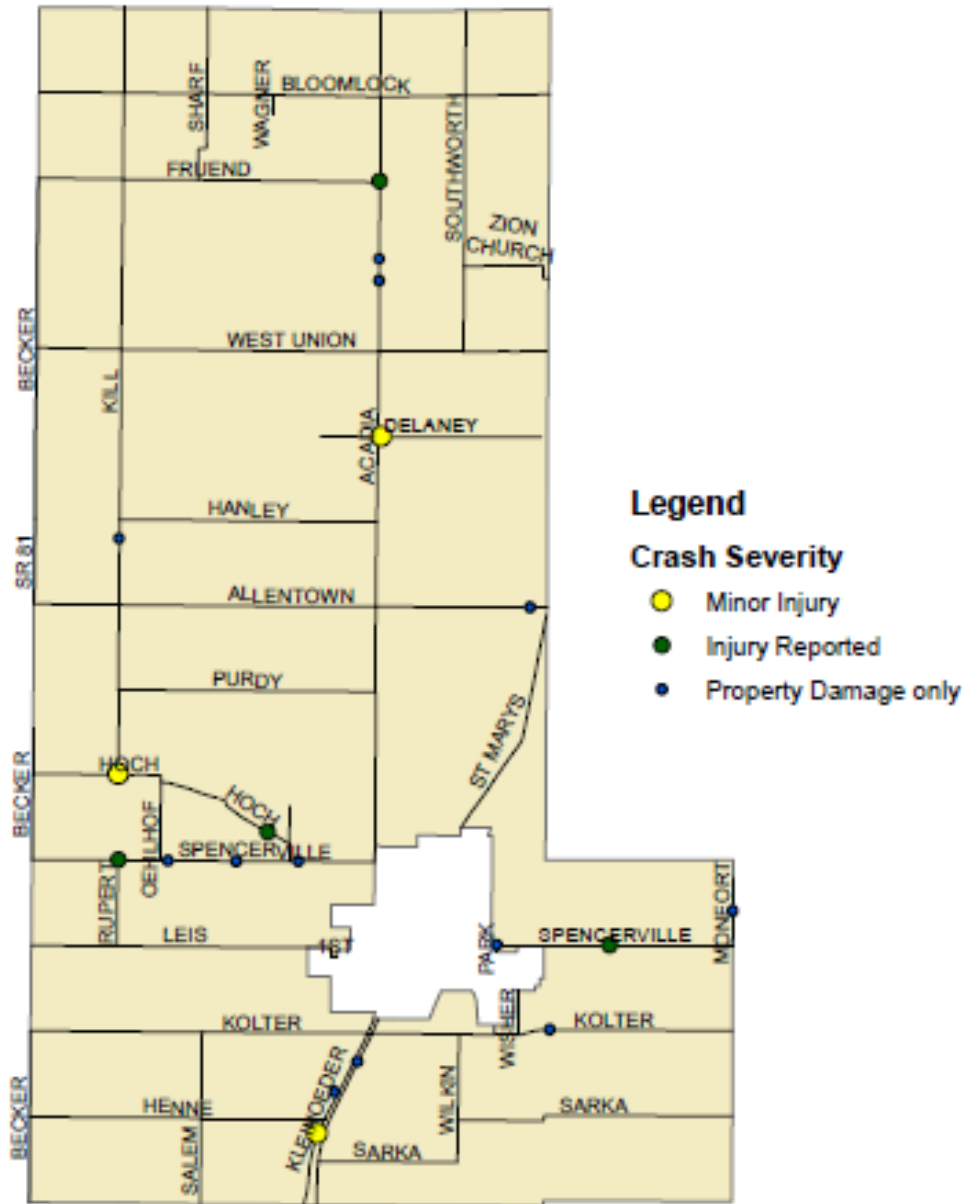 SHARF
WAGNER
BLOOMLOCK
FRUEND
SOUTHWORTH
ZION
CHURCH
BECKER
WEST UNION
KILL
ACADIA
DELANEY
HANLEY
SR 81
ALLENTOWN
PURDY
ST MARYS
BECKER
HOCH
HOCH
OEHLHOF
SPENCERVILLE
RUPERT
LEIS
1ST
PARK
SPENCERVILLE
MONFORT
KOLTER
WISHER
KOLTER
BECKER
HENNE
SALEM
WILKIN
SARKA
SARKA
Legend
Crash Severity
Minor Injury
Injury Reported
Property Damage only